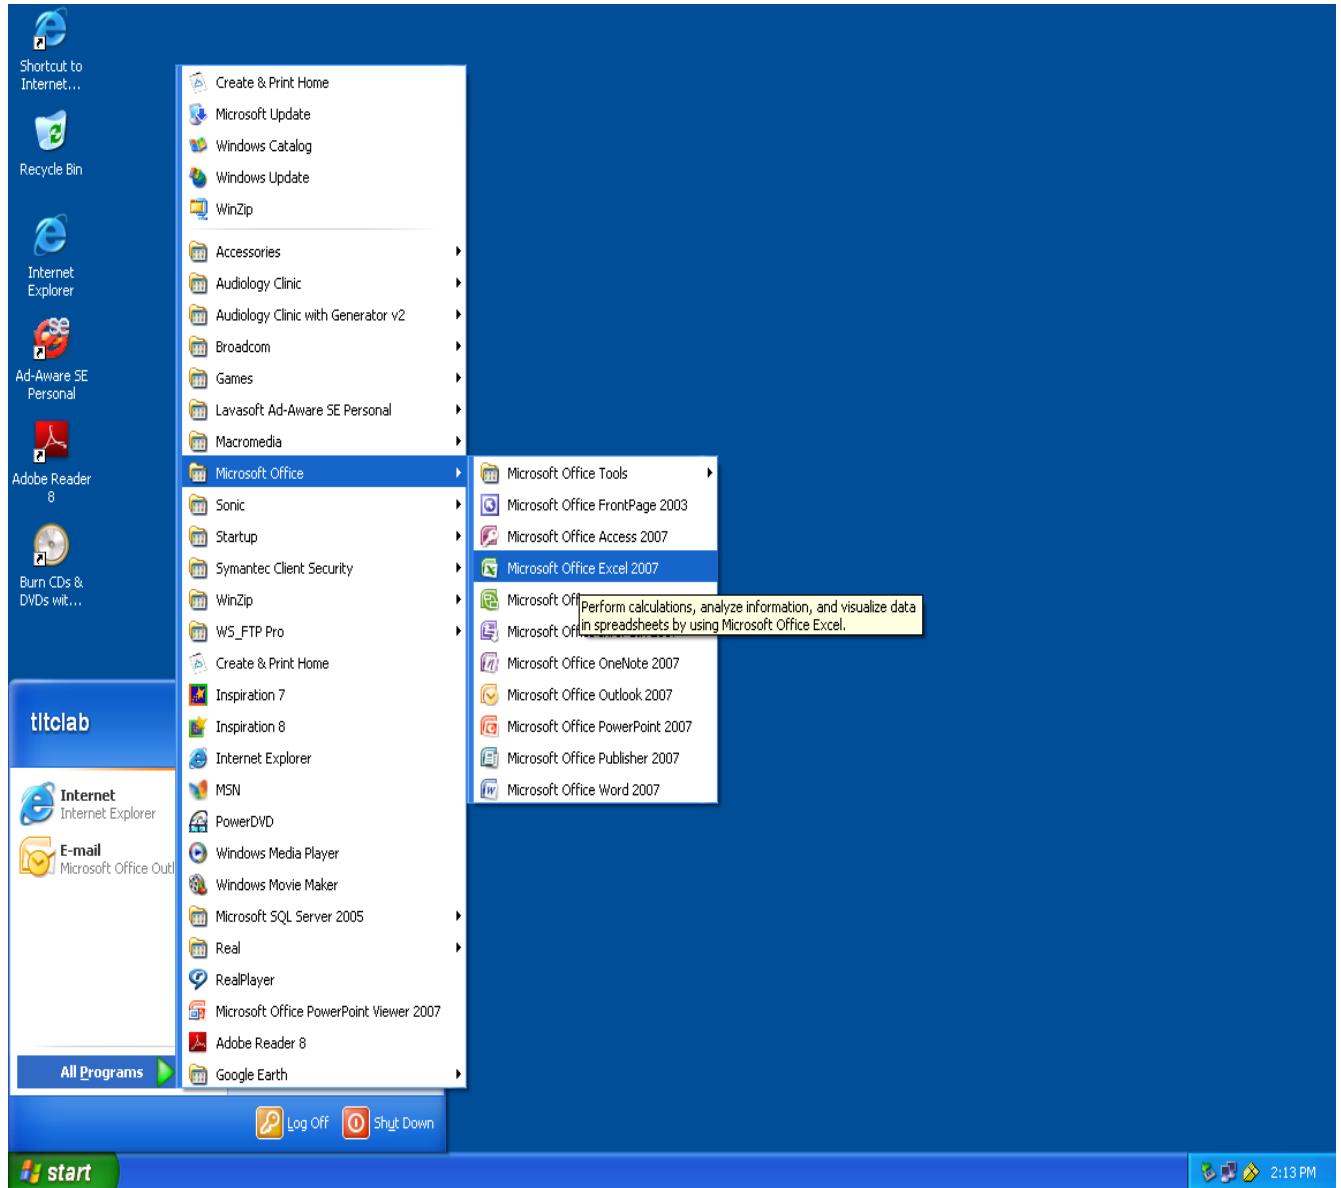 Shortcut to
Internet...
Recycle Bin
Internet
Explorer
Ad-Aware SE
Personal
Adobe Reader
8
Burn CDs &
DVDs wit...
Create & Print Home
Microsoft Update
Windows Catalog
Windows Update
WinZip
Accessories
Audiology Clinic
Audiology Clinic with Generator v2
Broadcom
Games
Lavasoft Ad-Aware SE Personal
Macromedia
Microsoft Office
Sonic
Startup
Symantec Client Security
WinZip
WS_FTP Pro
Create & Print Home
Inspiration 7
Inspiration 8
Internet Explorer
MSN
PowerDVD
Windows Media Player
Windows Movie Maker
Microsoft SQL Server 2005
Real
RealPlayer
Microsoft Office PowerPoint Viewer 2007
Adobe Reader 8
Google Earth
Microsoft Office Tools
Microsoft Office FrontPage 2003
Microsoft Office Access 2007
Microsoft Office Excel 2007
Microsoft Off
Perform calculations, analyze information, and visualize data
in spreadsheets by using Microsoft Office Excel.
Microsoft
Microsoft Office OneNote 2007
Microsoft Office Outlook 2007
Microsoft Office PowerPoint 2007
Microsoft Office Publisher 2007
Microsoft Office Word 2007
tltclab
Internet
Internet Explorer
E-mail
Microsoft Office Outl
All Programs
Log Off
Shut Down
start
2:13 PM